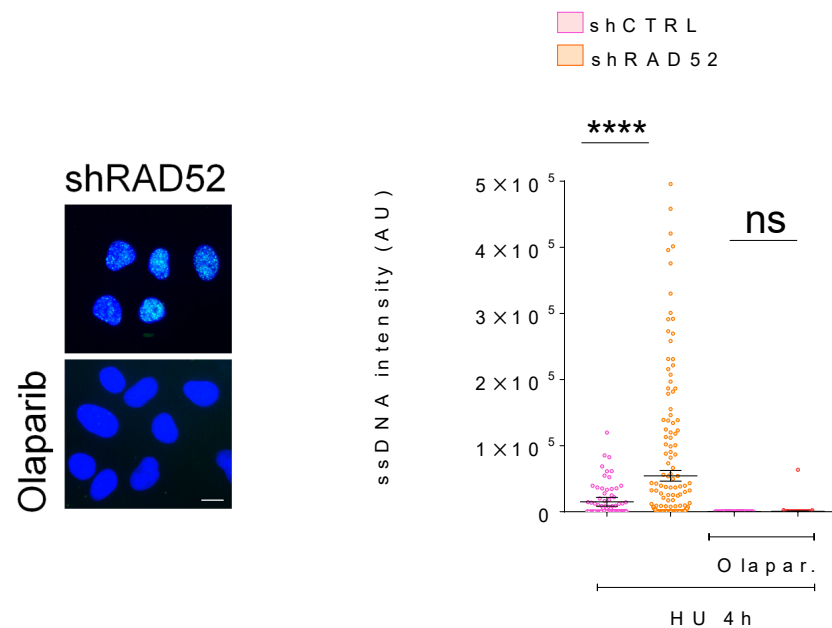 shCTRL
shRAD52
****
shRAD52
5×10⁵
ns
4×10⁵
ssDNA intensity (AU)
3×10⁵
2×10⁵
Olaparib
1×10⁵
0
Olapar.
HU 4h